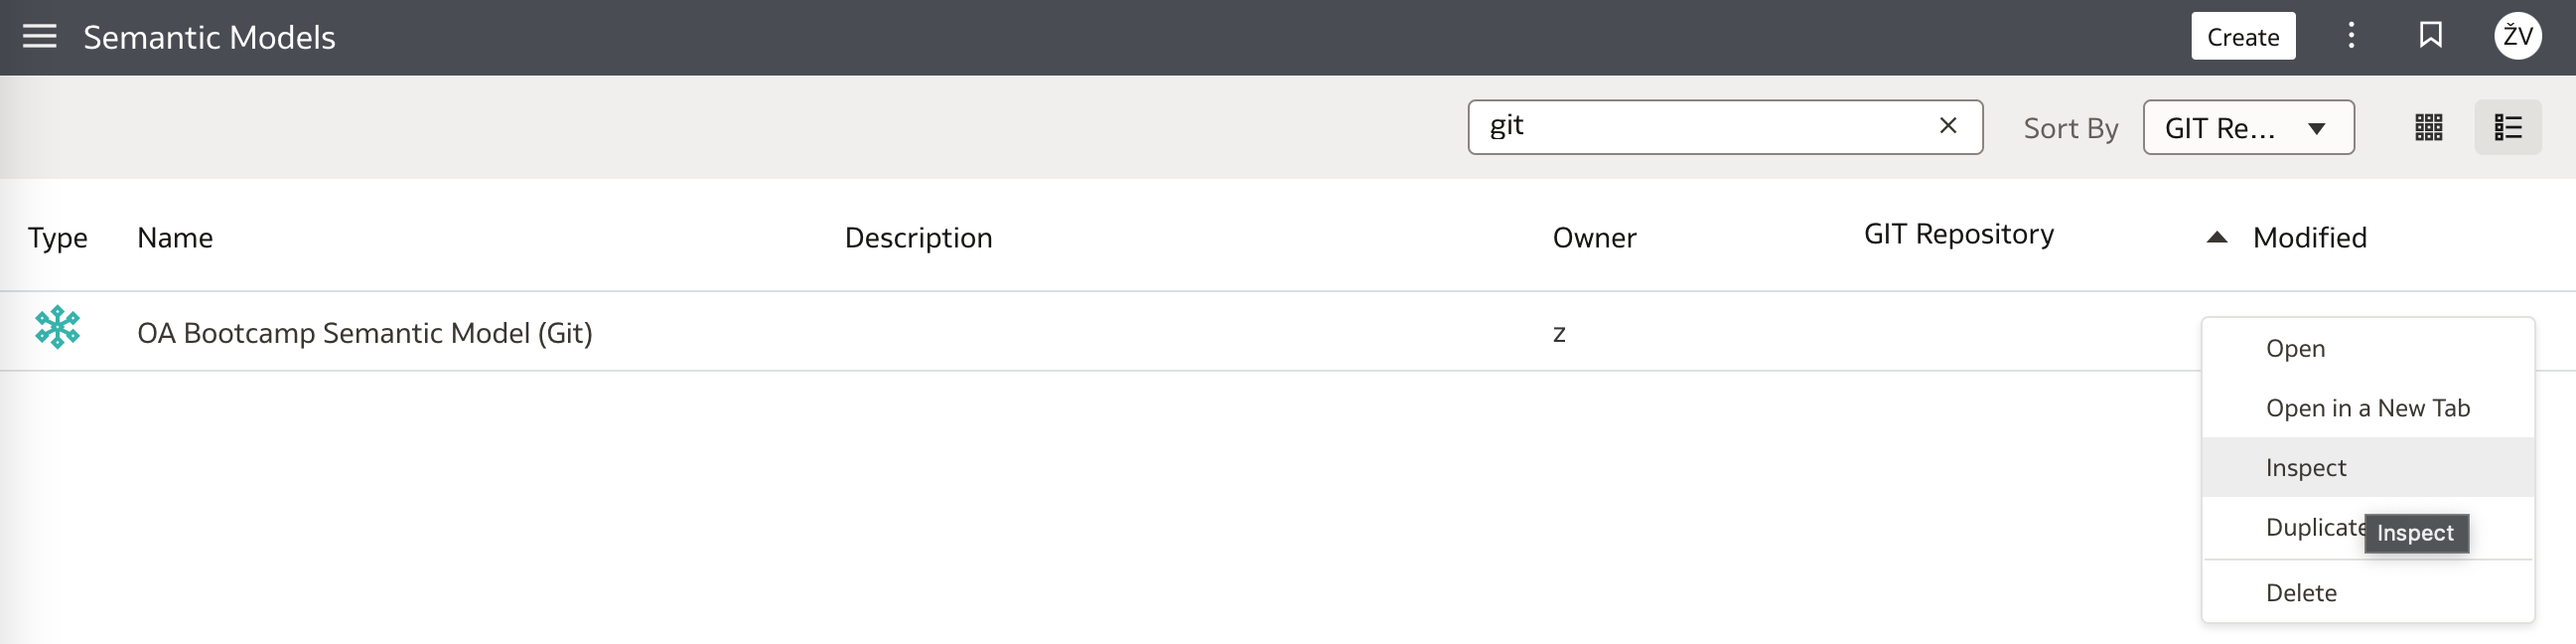 Semantic Models
Create
ŽV
git
Sort By
GIT Re...
Type
Name
Description
Owner
GIT Repository
Modified
OA Bootcamp Semantic Model (Git)
z
Open
Open in a New Tab
Inspect
Duplicate
Inspect
Delete